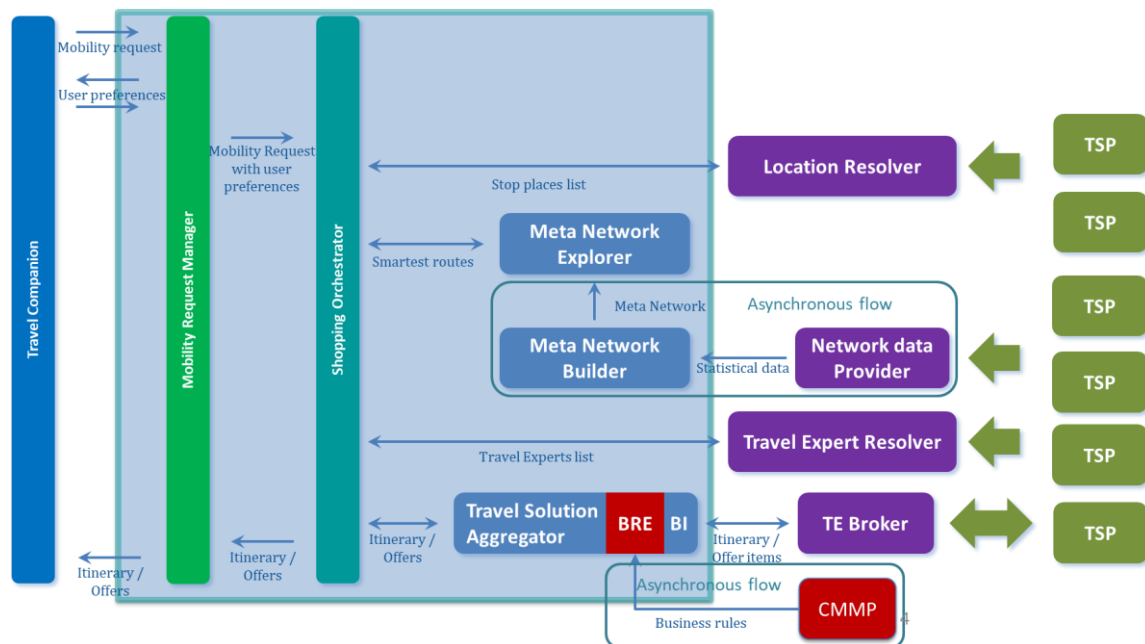 Mobility request
User preferences
Travel Companion
Mobility Request Manager
Mobility Request
with user
preferences
Shopping Orchestrator
Stop places list
Location Resolver
TSP
TSP
Smartest routes
Meta Network
Explorer
Meta Network
Asynchronous flow
TSP
Meta Network
Builder
Statistical data
Network data
Provider
TSP
Travel Experts list
Travel Expert Resolver
TSP
Itinerary /
Offers
Itinerary /
Offers
Itinerary /
Offers
Travel Solution
Aggregator
BRE
BI
Itinerary /
Offer items
TE Broker
TSP
Asynchronous flow
Business rules
CMMP
4